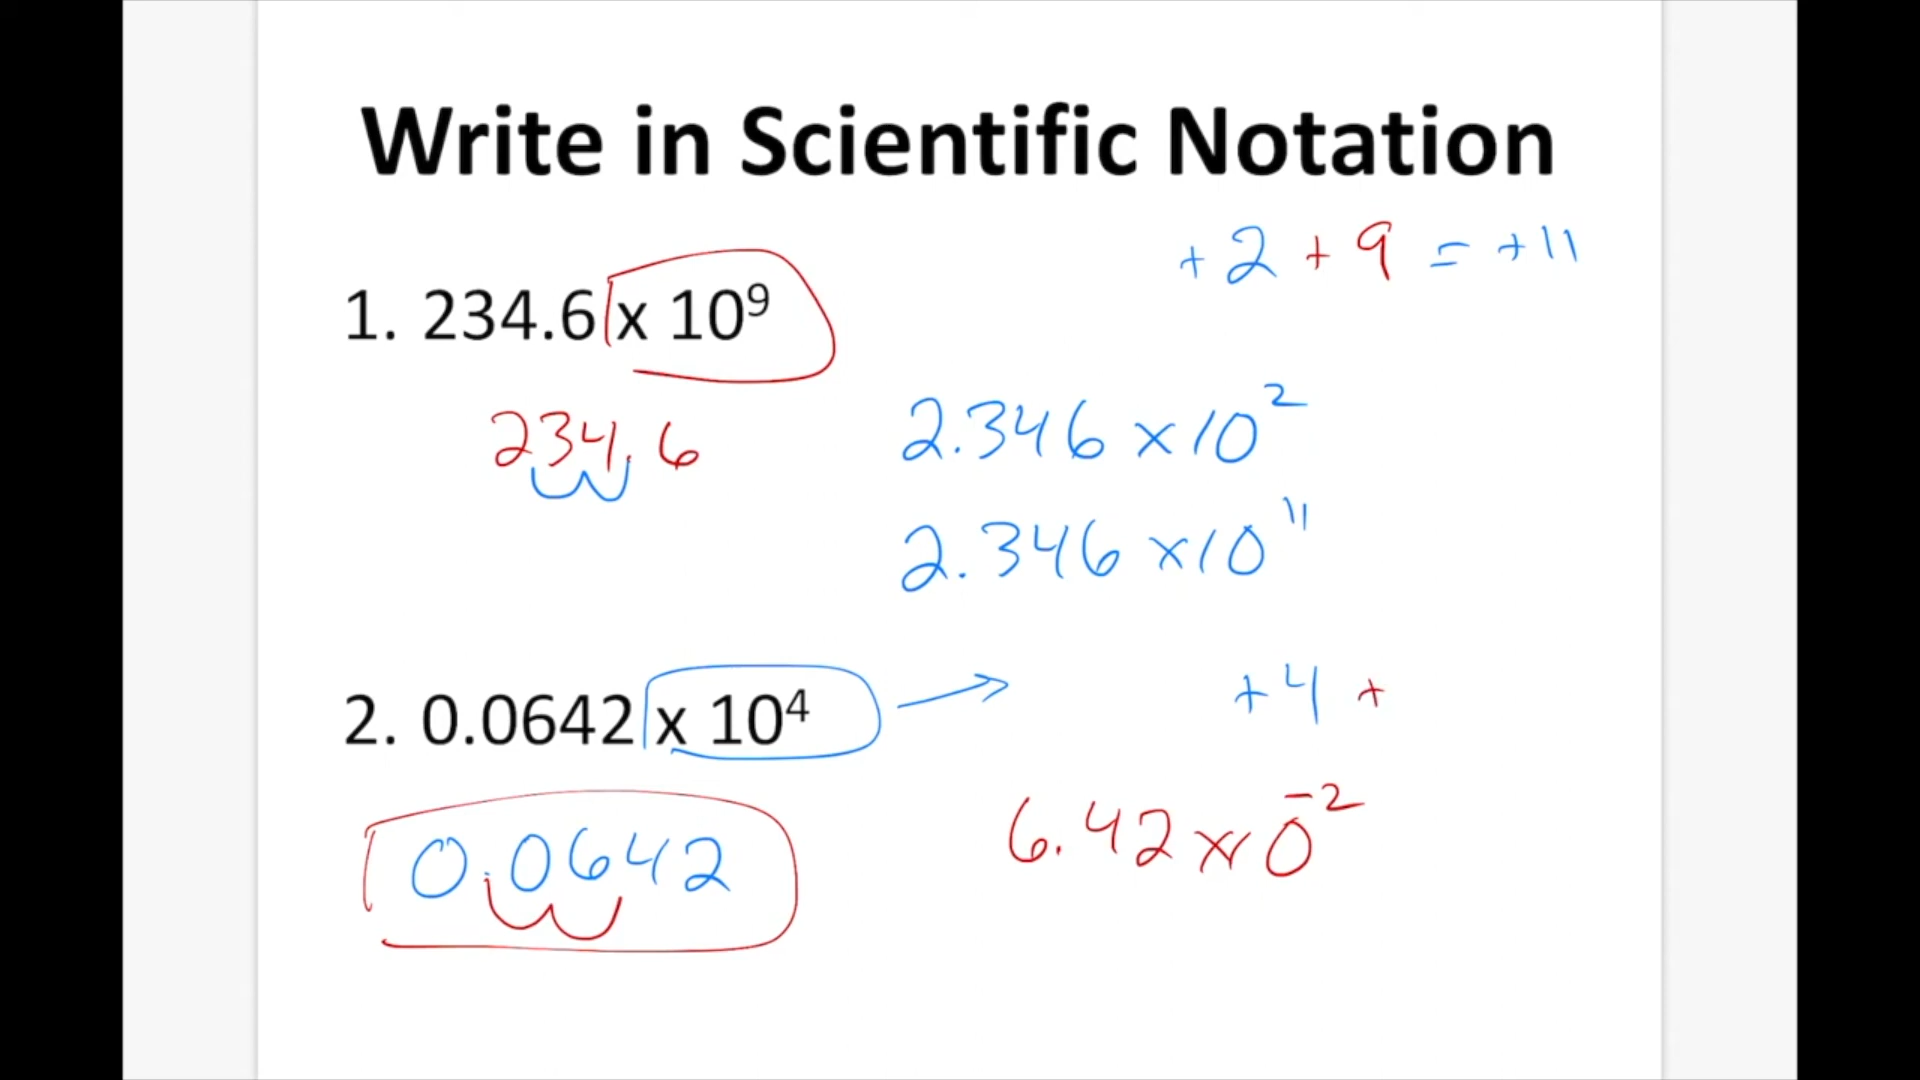 Write in Scientific Notation
+2 + 9 = +11
1. 234.6 x 10⁹
234.6
2.346 x 10²
2.346 x 10¹¹
2. 0.0642 x 10⁴
+4 +
0.0642
6.42 x 10⁻²